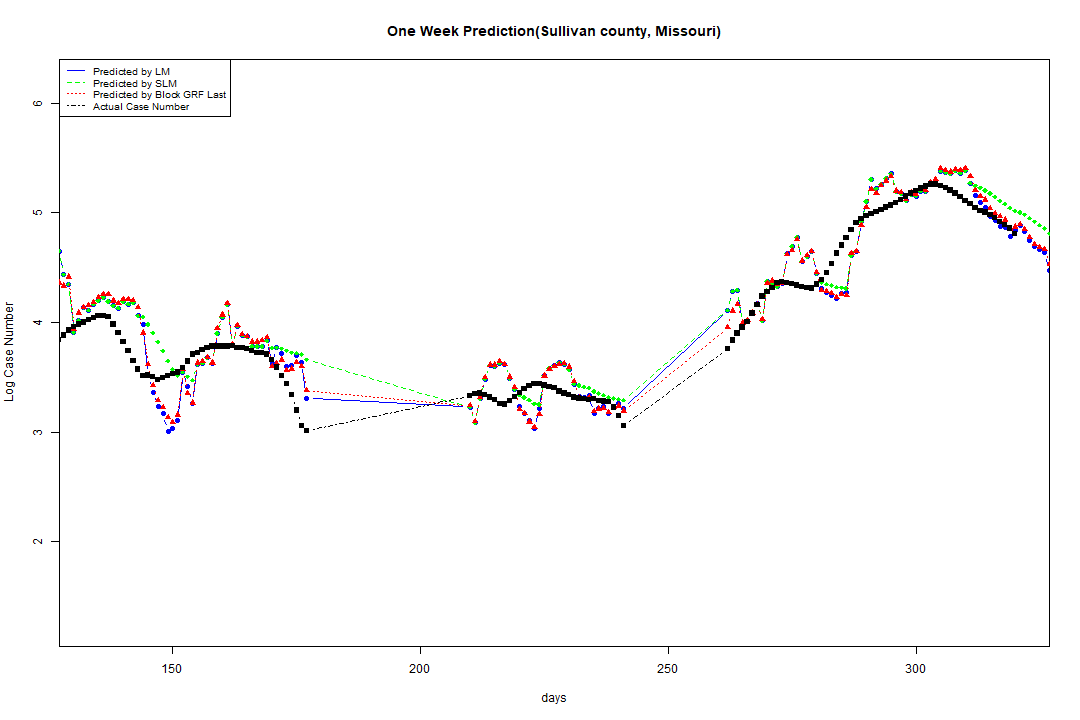 One Week Prediction(Sullivan county, Missouri)
Predicted by LM
Predicted by SLM
Predicted by Block GRF Last
Actual Case Number
6
5
4
3
2
Log Case Number
150
200
250
300
days